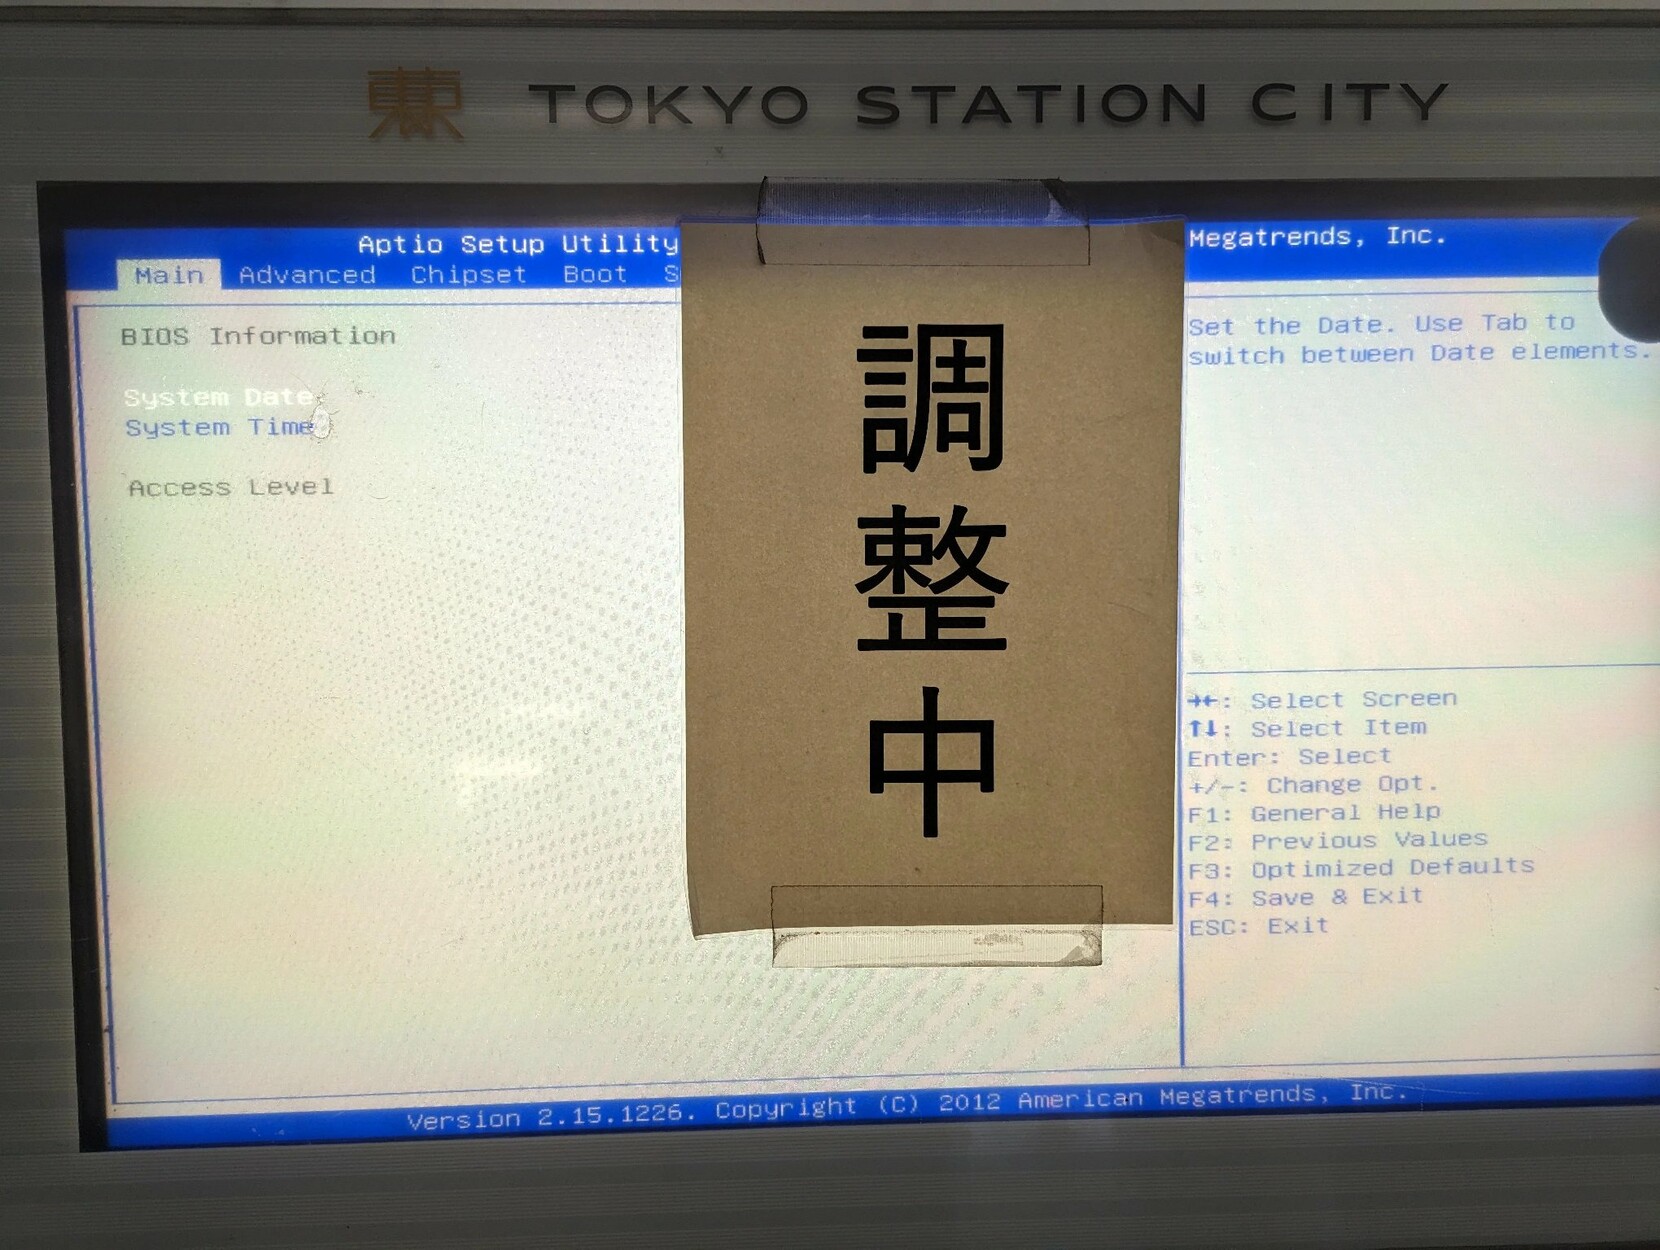 TOKYO STATION CITY
Aptio Setup Utility
Megatrends, Inc.
Main Advanced Chipset Boot S
BIOS Information
System Date
System Time
Access Level
調整中
Set the Date. Use Tab to
switch between Date elements.
→←: Select Screen
↑↓: Select Item
Enter: Select
+/-: Change Opt.
F1: General Help
F2: Previous Values
F3: Optimized Defaults
F4: Save & Exit
ESC: Exit
Version 2.15.1226. Copyright (C) 2012 American Megatrends, Inc.